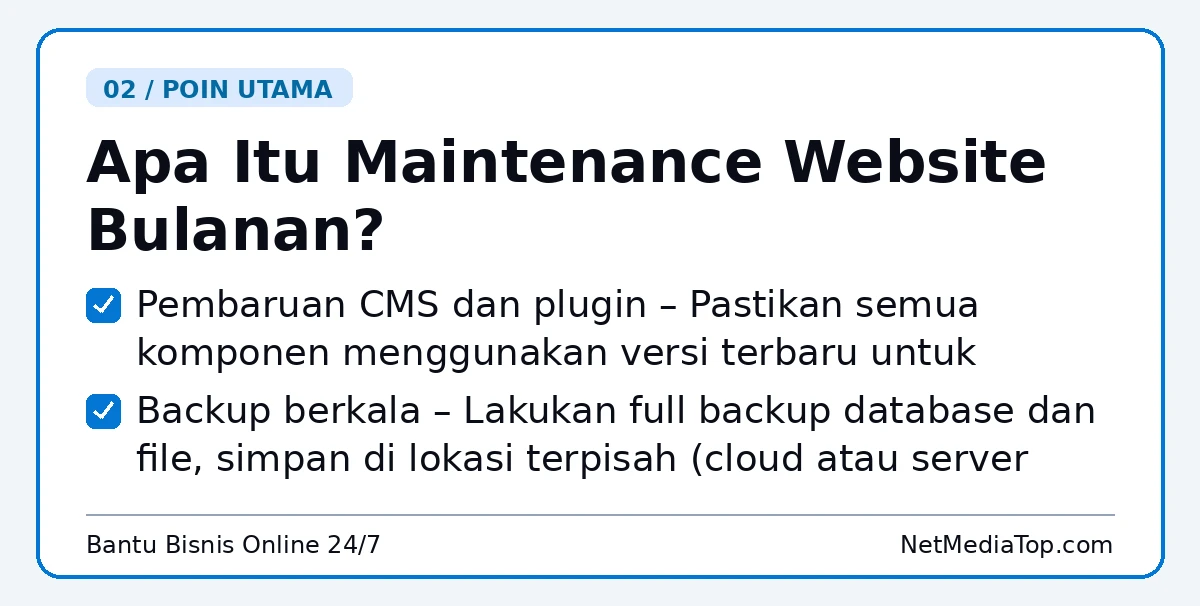 02 / POIN UTAMA
Apa Itu Maintenance Website
Bulanan?
Pembaruan CMS dan plugin – Pastikan semua
komponen menggunakan versi terbaru untuk
Backup berkala – Lakukan full backup database dan
file, simpan di lokasi terpisah (cloud atau server
Bantu Bisnis Online 24/7
NetMediaTop.com